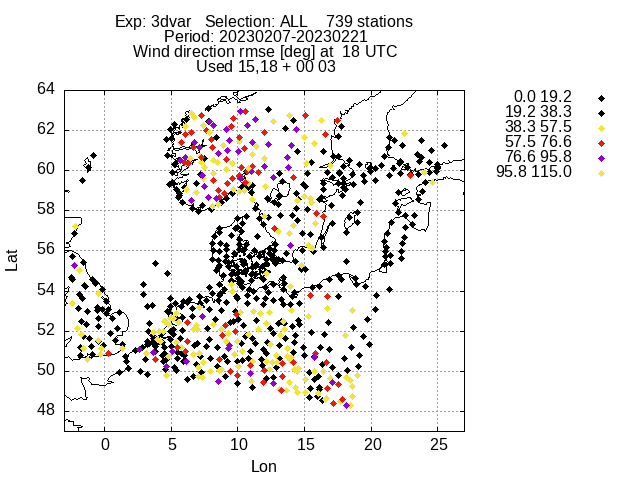 Exp: 3dvar   Selection: ALL    739 stations
Period: 20230207-20230221
Wind direction rmse [deg] at  18 UTC
Used 15,18 + 00 03
0.0 19.2
19.2 38.3
38.3 57.5
57.5 76.6
76.6 95.8
95.8 115.0
64
62
60
58
56
54
52
50
48
Lat
0 5 10 15 20 25
Lon